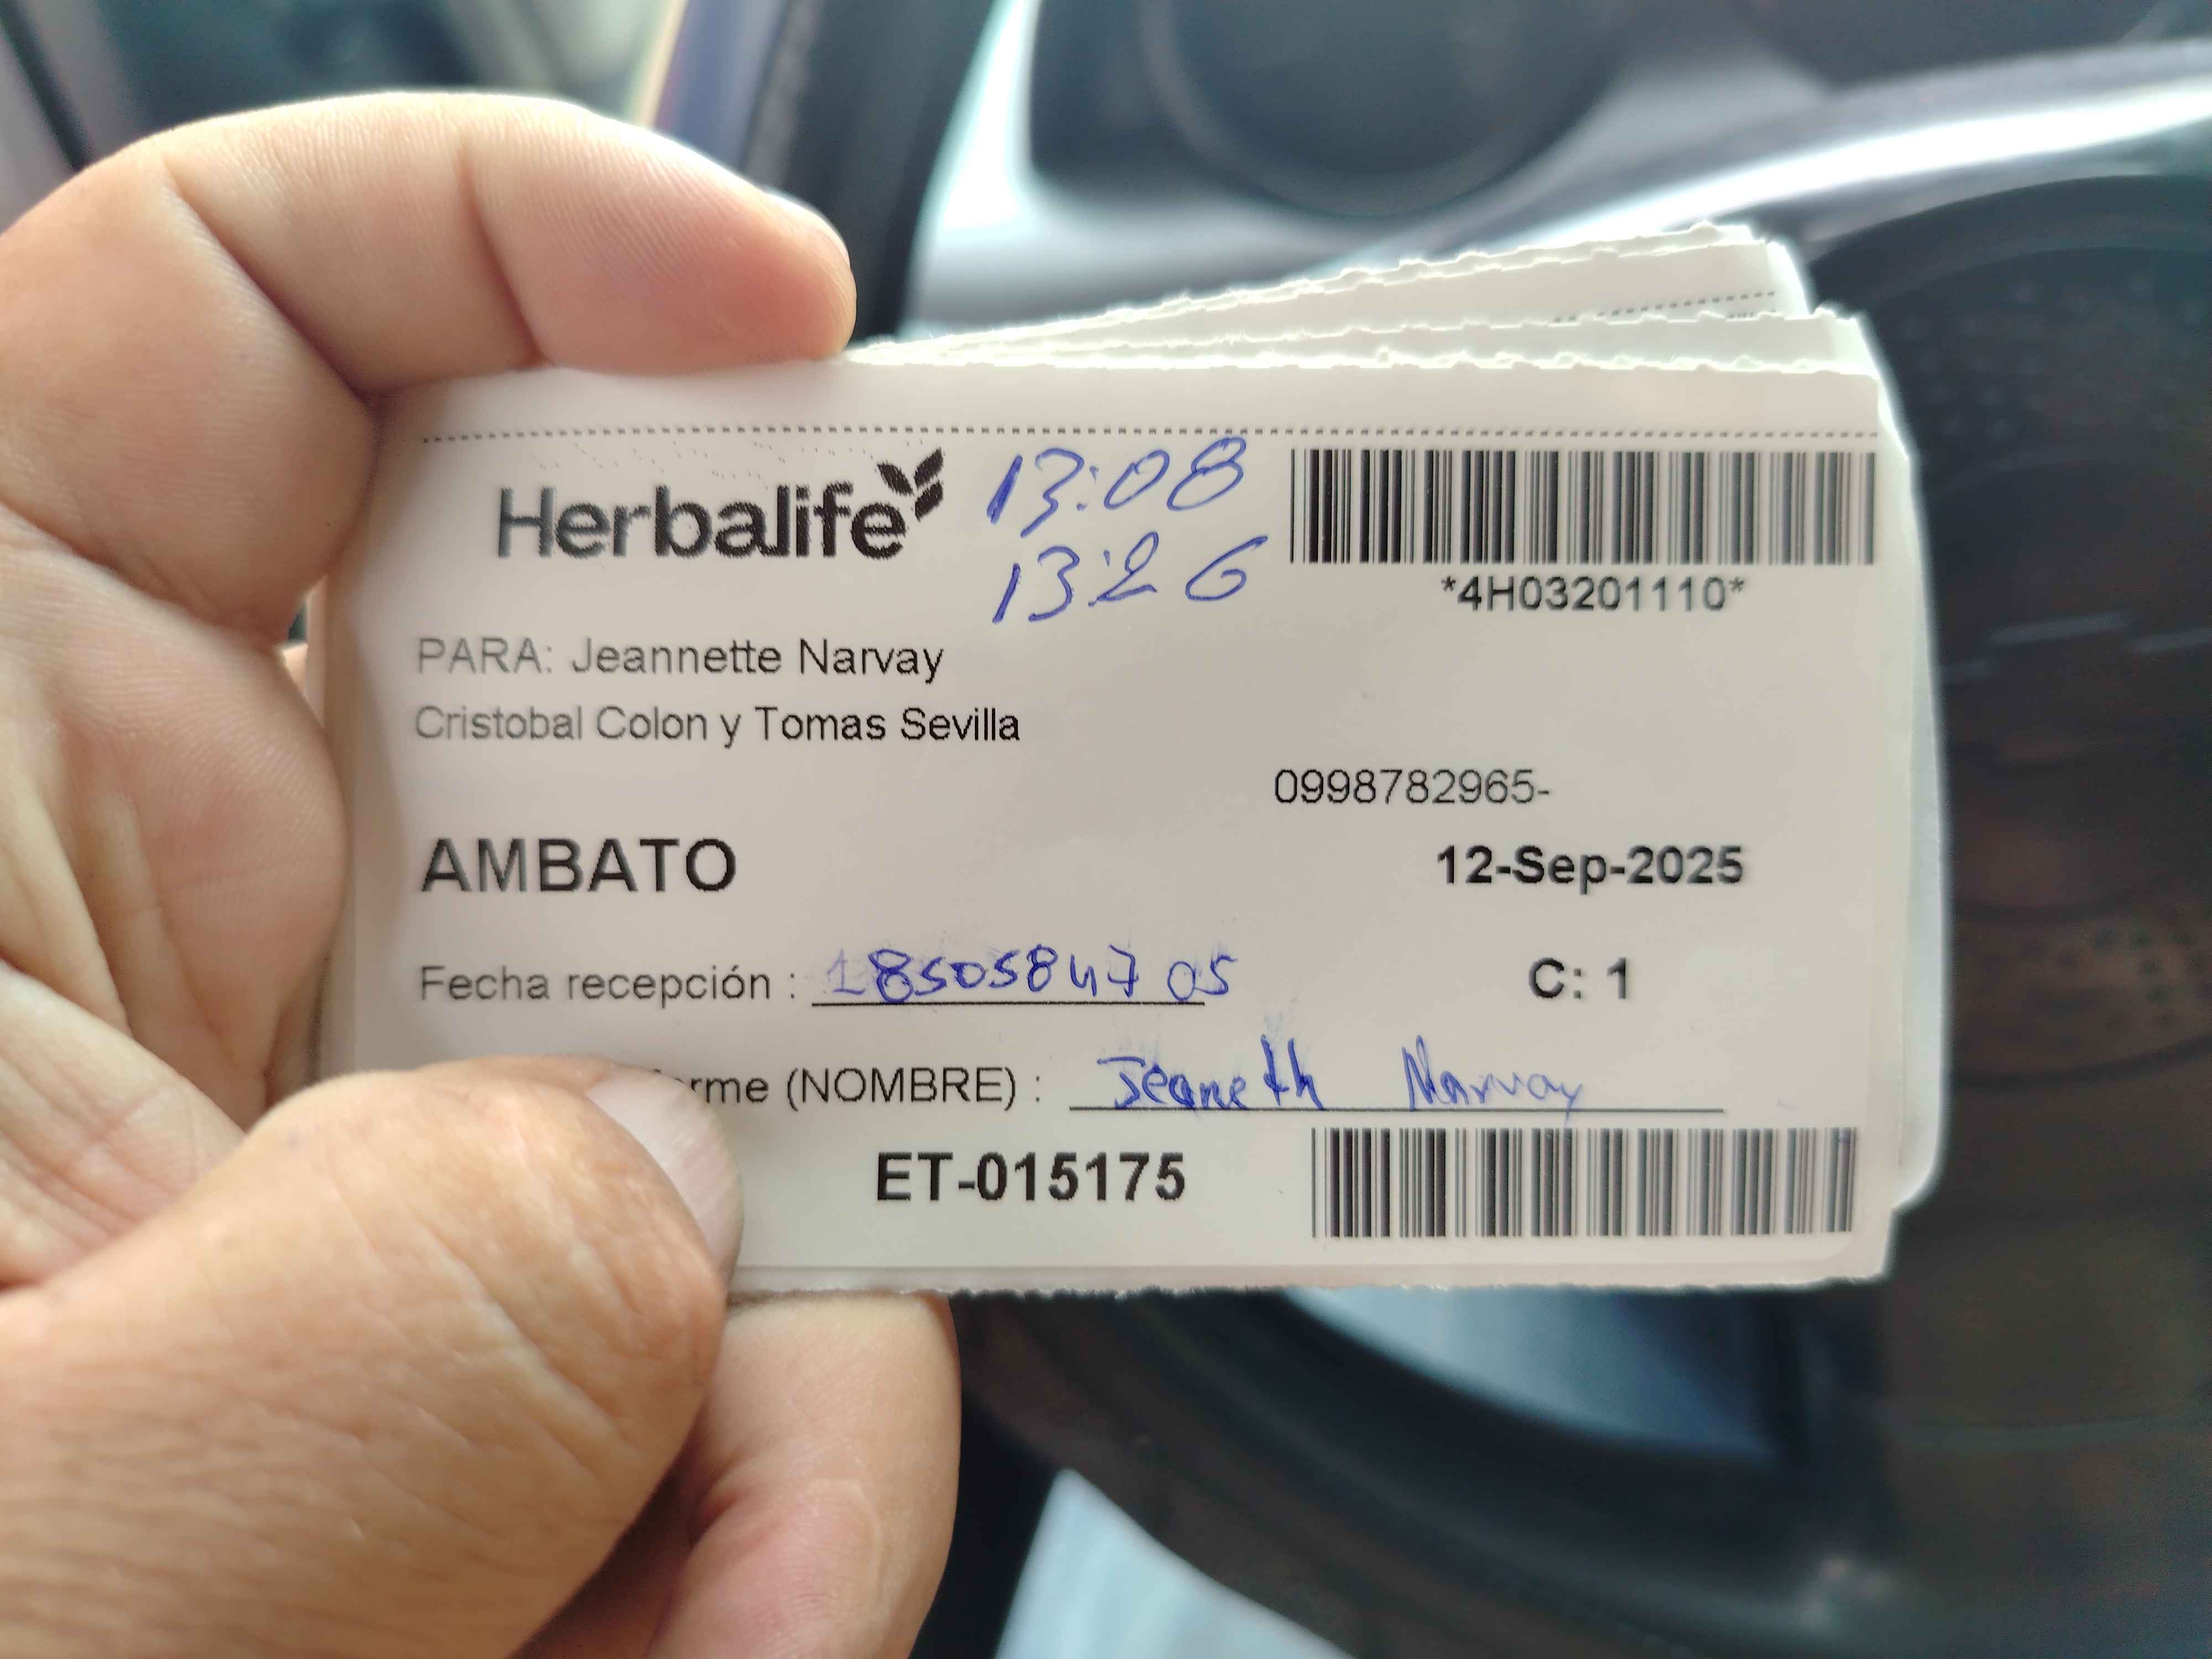 Herbalife
13:08
13:26
*4H03201110*
PARA: Jeannette Narvay
Cristobal Colon y Tomas Sevilla
0998782965-
AMBATO
12-Sep-2025
Fecha recepción : 1850584705
C: 1
rme (NOMBRE) : Jeaneth Narvay
ET-015175